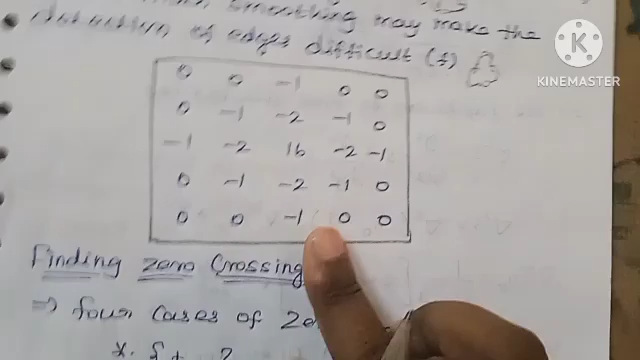 smoothing may make the
detection of edges difficult (f)
KINEMASTER
0 0 -1 0 0
0 -1 -2 -1 0
-1 -2 16 -2 -1
0 -1 -2 -1 0
0 0 -1 0 0
Finding zero Crossing
⇒ four Cases of